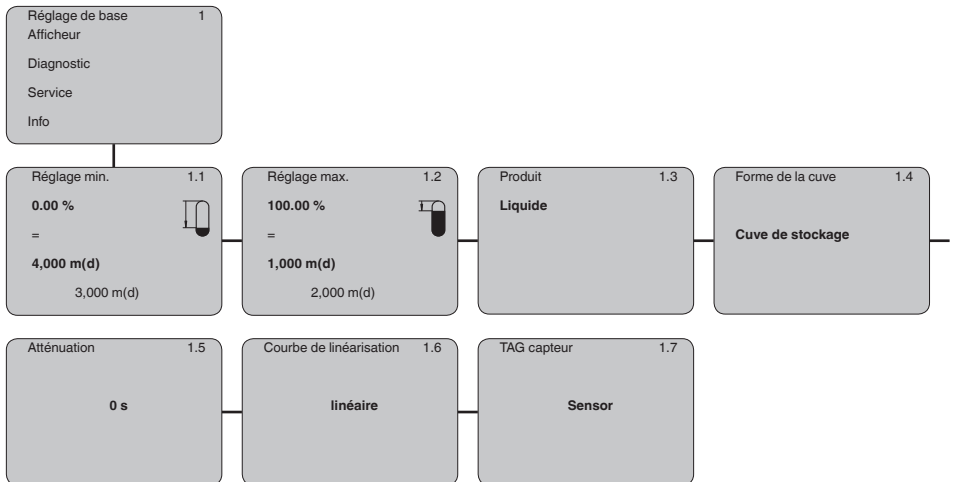 Réglage de base 1
Afficheur
Diagnostic
Service
Info
Réglage min. 1.1
0.00 %
=
4,000 m(d)
3,000 m(d)
Réglage max. 1.2
100.00 %
=
1,000 m(d)
2,000 m(d)
Produit 1.3
Liquide
Forme de la cuve 1.4
Cuve de stockage
Atténuation 1.5
0 s
Courbe de linéarisation 1.6
linéaire
TAG capteur 1.7
Sensor